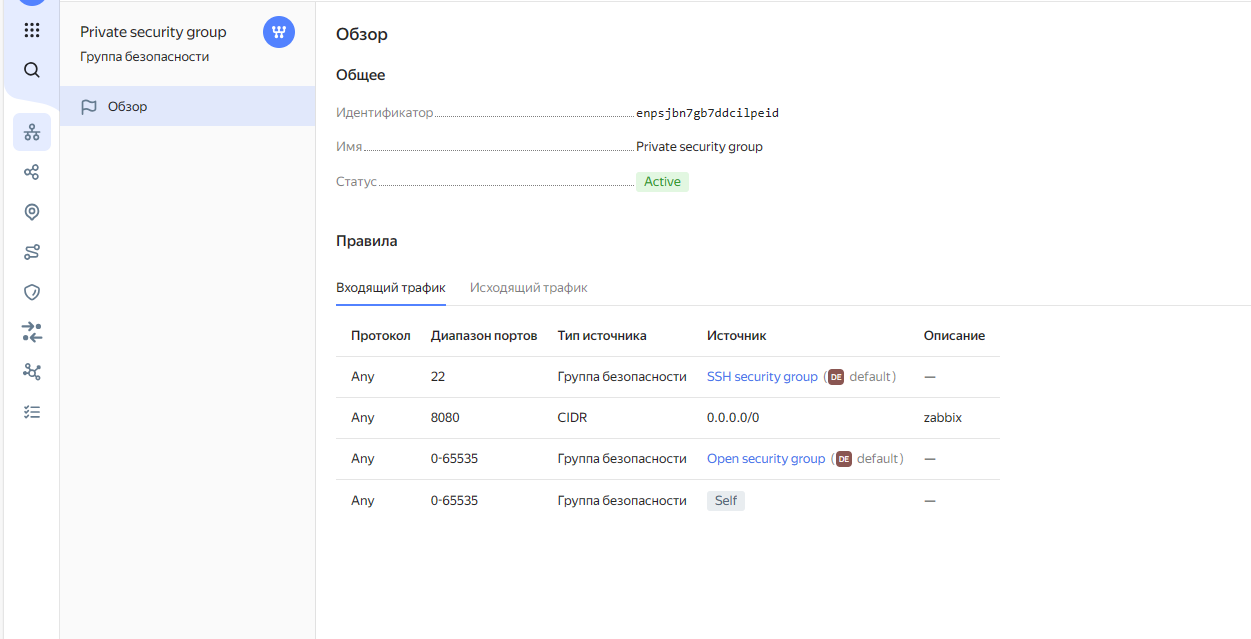 Private security group
Группа безопасности
Обзор
Обзор
Общее
Идентификатор enpsjbn7gb7ddcilpeid
Имя Private security group
Статус Active
Правила
Входящий трафик Исходящий трафик
Протокол Диапазон портов Тип источника Источник Описание
Any 22 Группа безопасности SSH security group (DE default) —
Any 8080 CIDR 0.0.0.0/0 zabbix
Any 0-65535 Группа безопасности Open security group (DE default) —
Any 0-65535 Группа безопасности Self —